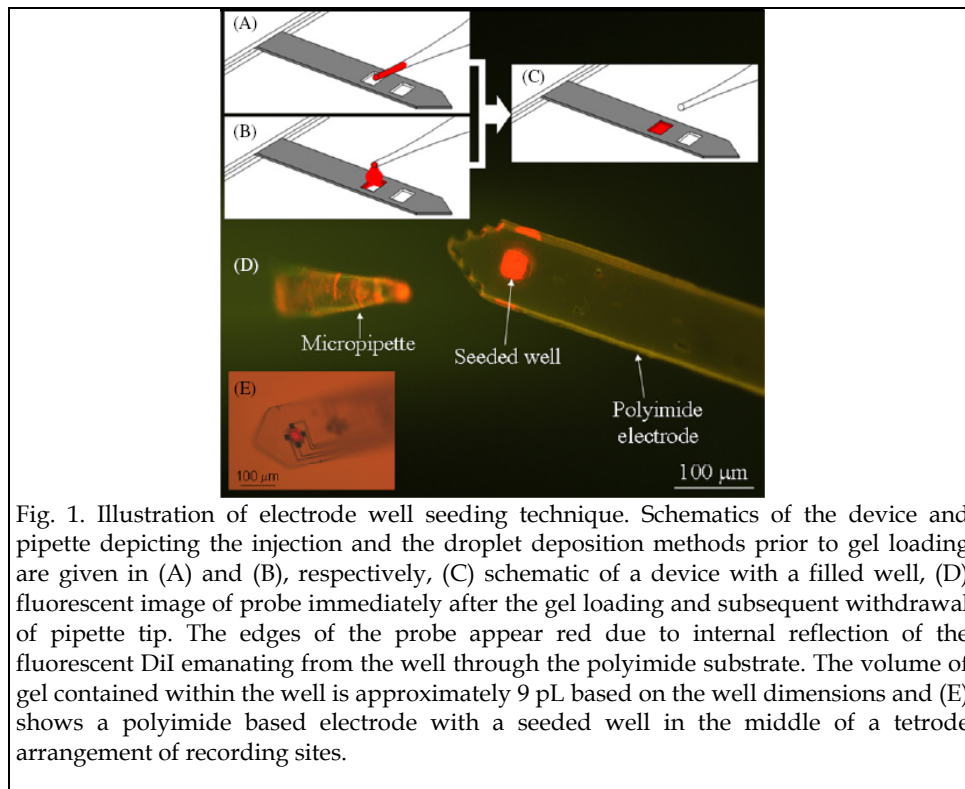 (A)
(B)
(C)
(D)
Micropipette
Seeded well
(E)
Polyimide
electrode
100 μm
100 μm
Fig. 1. Illustration of electrode well seeding technique. Schematics of the device and
pipette depicting the injection and the droplet deposition methods prior to gel loading
are given in (A) and (B), respectively, (C) schematic of a device with a filled well, (D)
fluorescent image of probe immediately after the gel loading and subsequent withdrawal
of pipette tip. The edges of the probe appear red due to internal reflection of the
fluorescent DiI emanating from the well through the polyimide substrate. The volume of
gel contained within the well is approximately 9 pL based on the well dimensions and (E)
shows a polyimide based electrode with a seeded well in the middle of a tetrode
arrangement of recording sites.